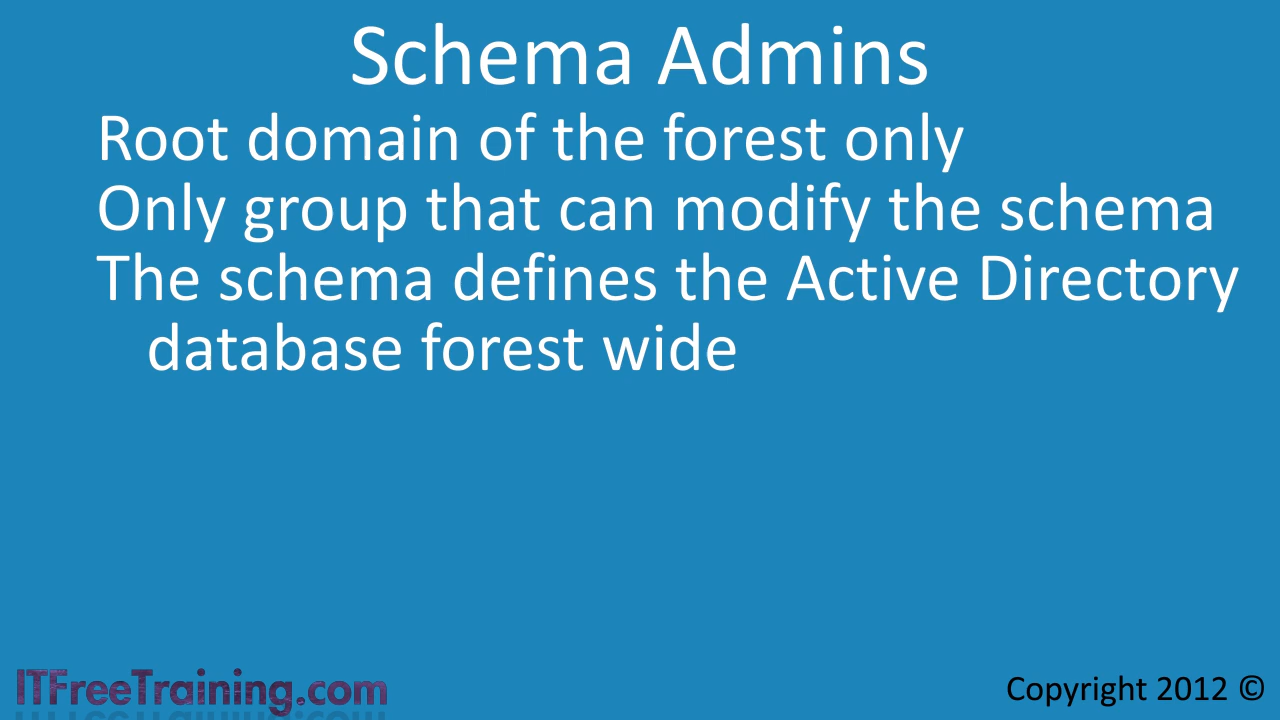 Schema Admins
Root domain of the forest only
Only group that can modify the schema
The schema defines the Active Directory
database forest wide
ITFreeTraining.com
Copyright 2012 ©